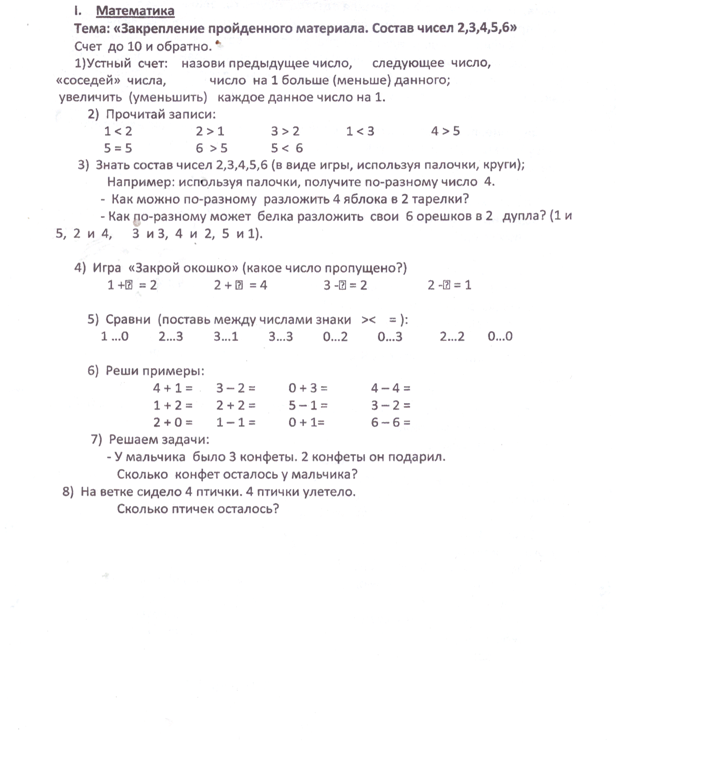 I. Математика
Тема: «Закрепление пройденного материала. Состав чисел 2,3,4,5,6»
Счет до 10 и обратно.
1)Устный счет: назови предыдущее число, следующее число,
«соседей» числа, число на 1 больше (меньше) данного;
увеличить (уменьшить) каждое данное число на 1.
2) Прочитай записи:
1 < 2 2 > 1 3 > 2 1 < 3 4 > 5
5 = 5 6 > 5 5 < 6
3) Знать состав чисел 2,3,4,5,6 (в виде игры, используя палочки, круги);
Например: используя палочки, получите по-разному число 4.
- Как можно по-разному разложить 4 яблока в 2 тарелки?
- Как по-разному может белка разложить свои 6 орешков в 2 дупла? (1 и
5, 2 и 4, 3 и 3, 4 и 2, 5 и 1).
4) Игра «Закрой окошко» (какое число пропущено?)
1 +⍰ = 2 2 + ⍰ = 4 3 -⍰ = 2 2 -⍰ = 1
5) Сравни (поставь между числами знаки >< = ):
1 ...0 2...3 3...1 3...3 0...2 0...3 2...2 0...0
6) Реши примеры:
4 + 1 = 3 – 2 = 0 + 3 = 4 – 4 =
1 + 2 = 2 + 2 = 5 – 1 = 3 – 2 =
2 + 0 = 1 – 1 = 0 + 1= 6 – 6 =
7) Решаем задачи:
- У мальчика было 3 конфеты. 2 конфеты он подарил.
Сколько конфет осталось у мальчика?
8) На ветке сидело 4 птички. 4 птички улетело.
Сколько птичек осталось?